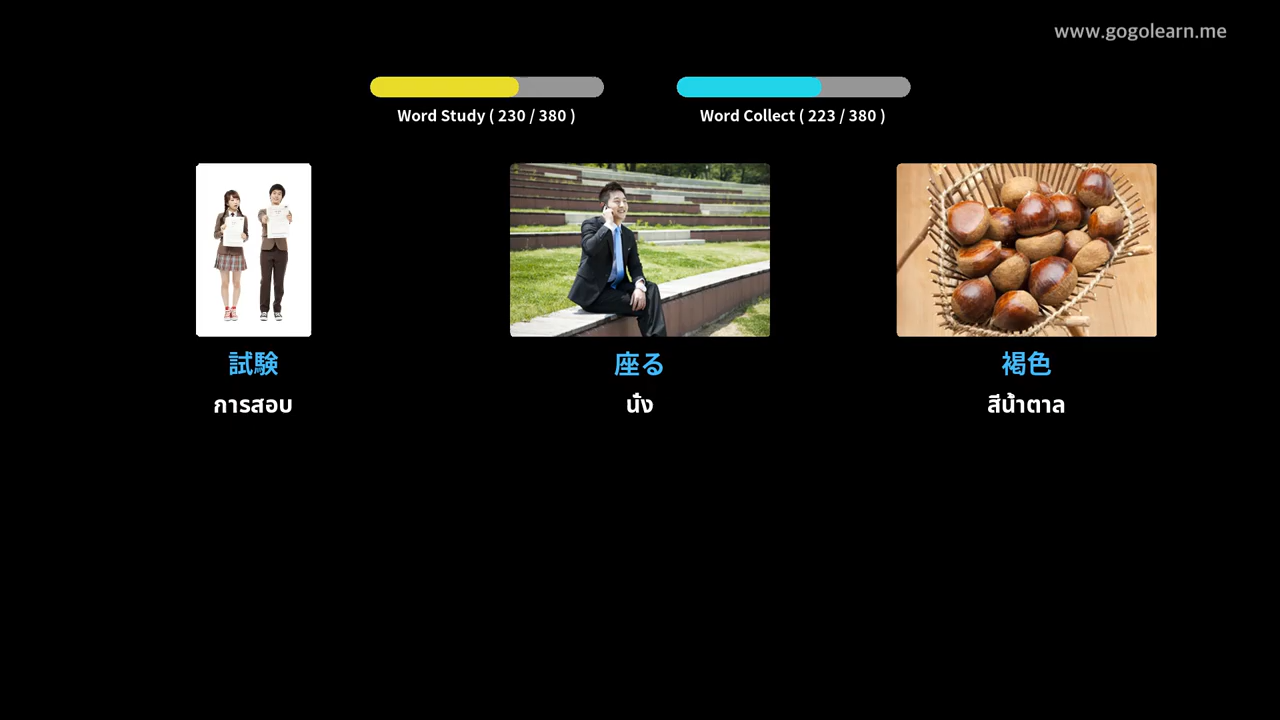 www.gogolearn.me
Word Study ( 230 / 380 )
Word Collect ( 223 / 380 )
試験
座る
褐色
การสอบ
นั่ง
สีน้ำตาล